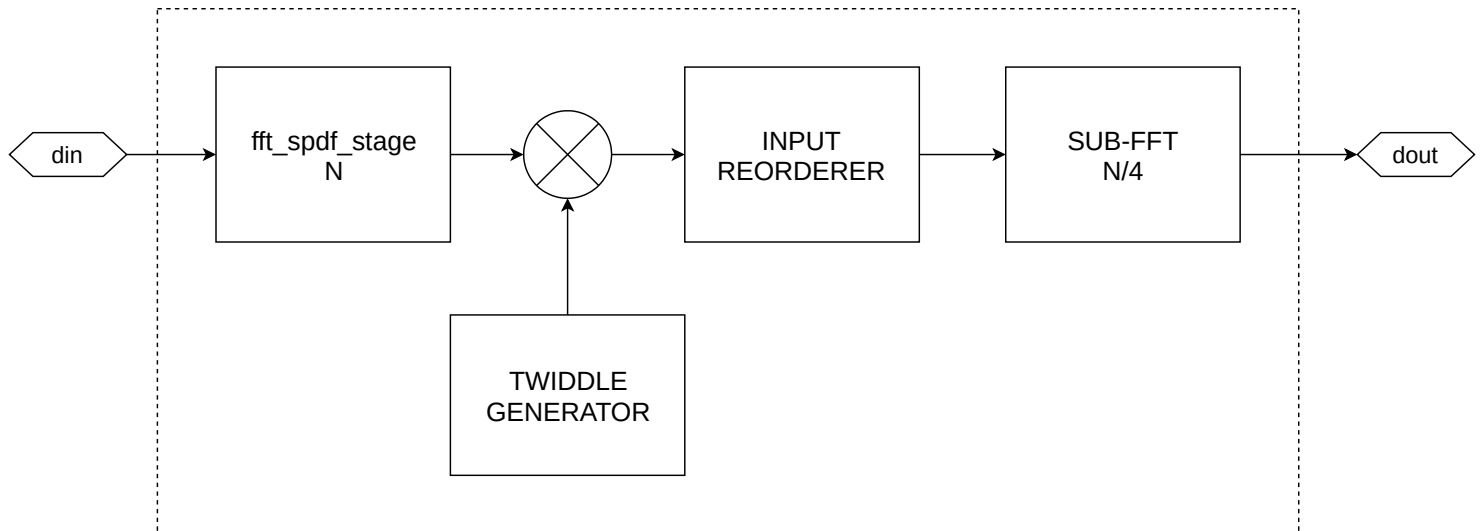 din
fft_spdf_stage
N
INPUT
REORDERER
SUB-FFT
N/4
dout
TWIDDLE
GENERATOR